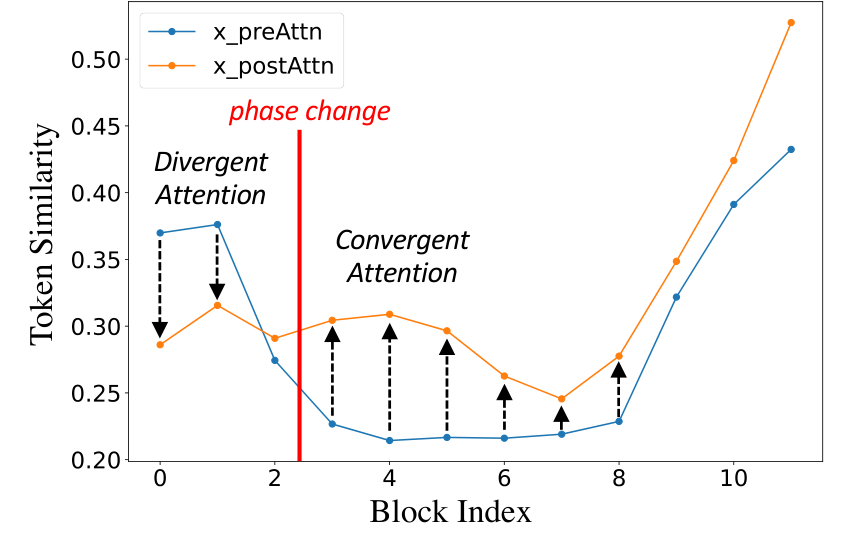 x_preAttn
x_postAttn
phase change
Divergent
Attention
Convergent
Attention
Token Similarity
0.50
0.45
0.40
0.35
0.30
0.25
0.20
0 2 4 6 8 10
Block Index